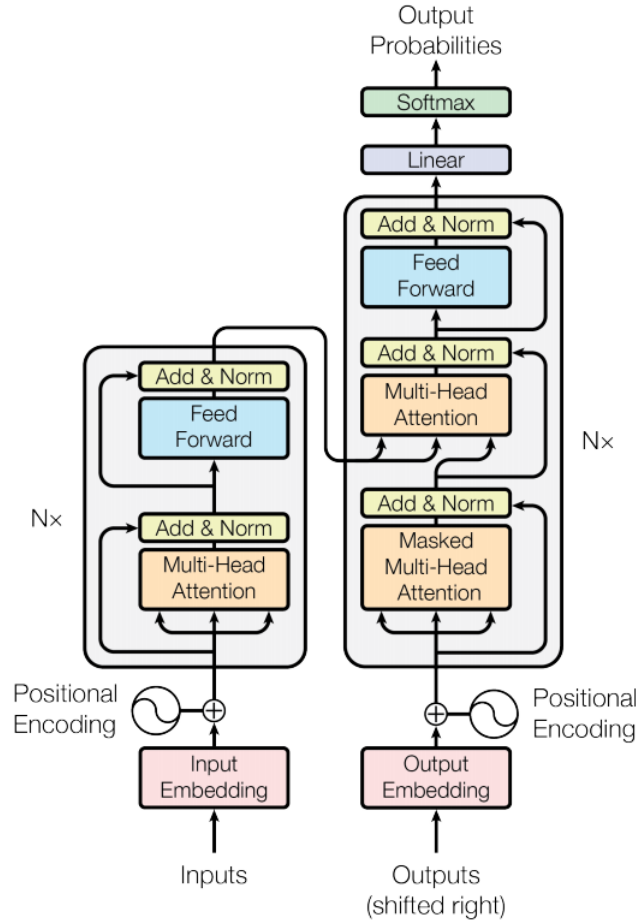 Output
Probabilities
Softmax
Linear
Add & Norm
Feed
Forward
Add & Norm
Multi-Head
Attention
Add & Norm
Masked
Multi-Head
Attention
N×
Add & Norm
Feed
Forward
Add & Norm
Multi-Head
Attention
N×
Positional
Encoding
Positional
Encoding
Input
Embedding
Output
Embedding
Inputs
Outputs
(shifted right)